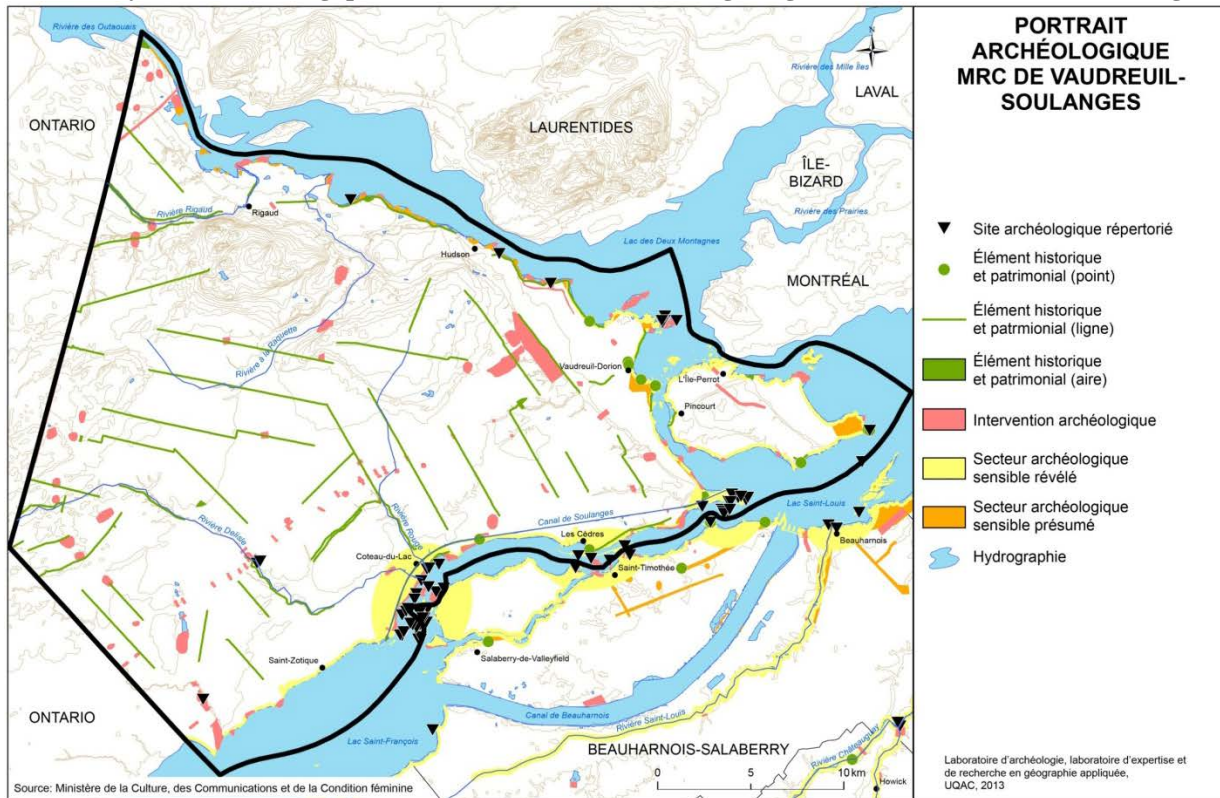 PORTRAIT
ARCHÉOLOGIQUE
MRC DE VAUDREUIL-
SOULANGES
Site archéologique répertorié
Élément historique
et patrimonial (point)
Élément historique
et patrmionial (ligne)
Élément historique
et patrimonial (aire)
Intervention archéologique
Secteur archéologique
sensible révélé
Secteur archéologique
sensible présumé
Hydrographie
Laboratoire d'archéologie, laboratoire d'expertise et
de recherche en géographie appliquée,
UQAC, 2013
Rivière des Outaouais
N
Rivière des Mille Îles
LAVAL
ONTARIO
LAURENTIDES
ÎLE-
BIZARD
Rivière des Prairies
Rivière Rigaud
Rigaud
Lac des Deux Montagnes
Hudson
MONTRÉAL
Rivière à la Raquette
Vaudreuil-Dorion
L'Île-Perrot
Pincourt
Lac Saint-Louis
Canal de Soulanges
Rivière Delisle
Rivière Rouge
Les Cèdres
Beauharnois
Coteau-du-Lac
Saint-Timothée
Saint-Zotique
Salaberry-de-Valleyfield
Canal de Beauharnois
Rivière Saint-Louis
ONTARIO
Lac Saint-François
BEAUHARNOIS-SALABERRY
Rivière Châteauguay
Howick
0 5 10 km
Source: Ministère de la Culture, des Communications et de la Condition féminine